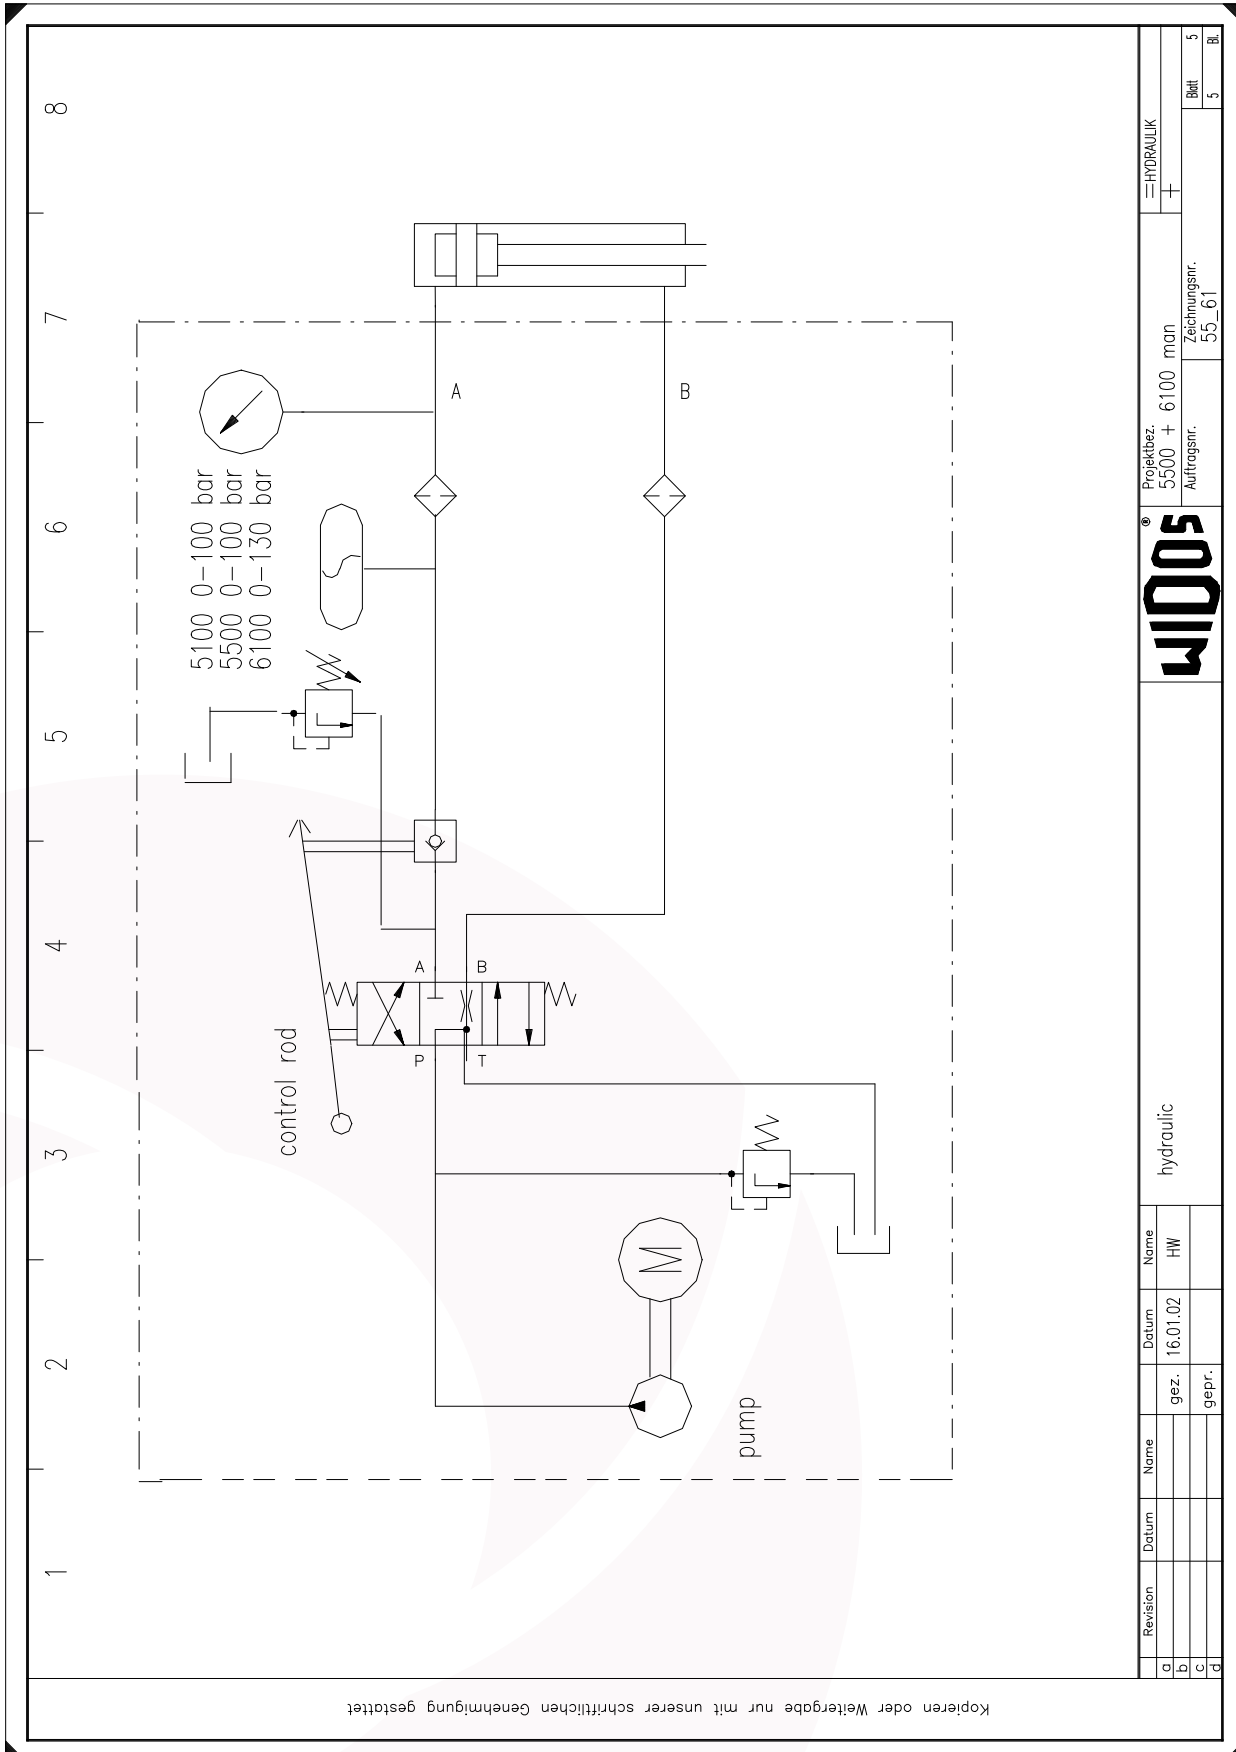 1
2
3
4
5
6
7
8
5100 0-100 bar
5500 0-100 bar
6100 0-130 bar
control rod
A
B
P
T
A
B
M
pump
Kopieren oder Weitergabe nur mit unserer schriftlichen Genehmigung gestattet
Revision Datum Name
a
b
c
d
Datum Name
gez. 16.01.02 HW
gepr.
hydraulic
WIDOS®
Projektbez.
5500 + 6100 man
Auftragsnr.
Zeichnungsnr.
55_61
=HYDRAULIK
+
Blatt 5
5 Bl.